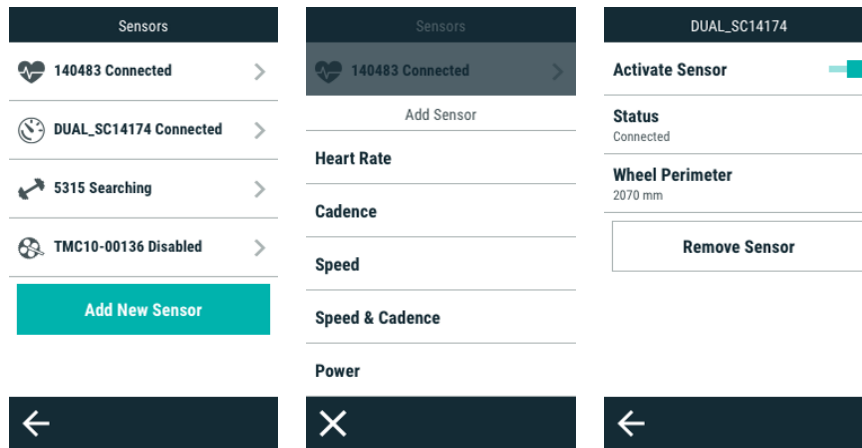 Sensors
140483 Connected
DUAL_SC14174 Connected
5315 Searching
TMC10-00136 Disabled
Add New Sensor
Sensors
140483 Connected
Add Sensor
Heart Rate
Cadence
Speed
Speed & Cadence
Power
DUAL_SC14174
Activate Sensor
Status
Connected
Wheel Perimeter
2070 mm
Remove Sensor